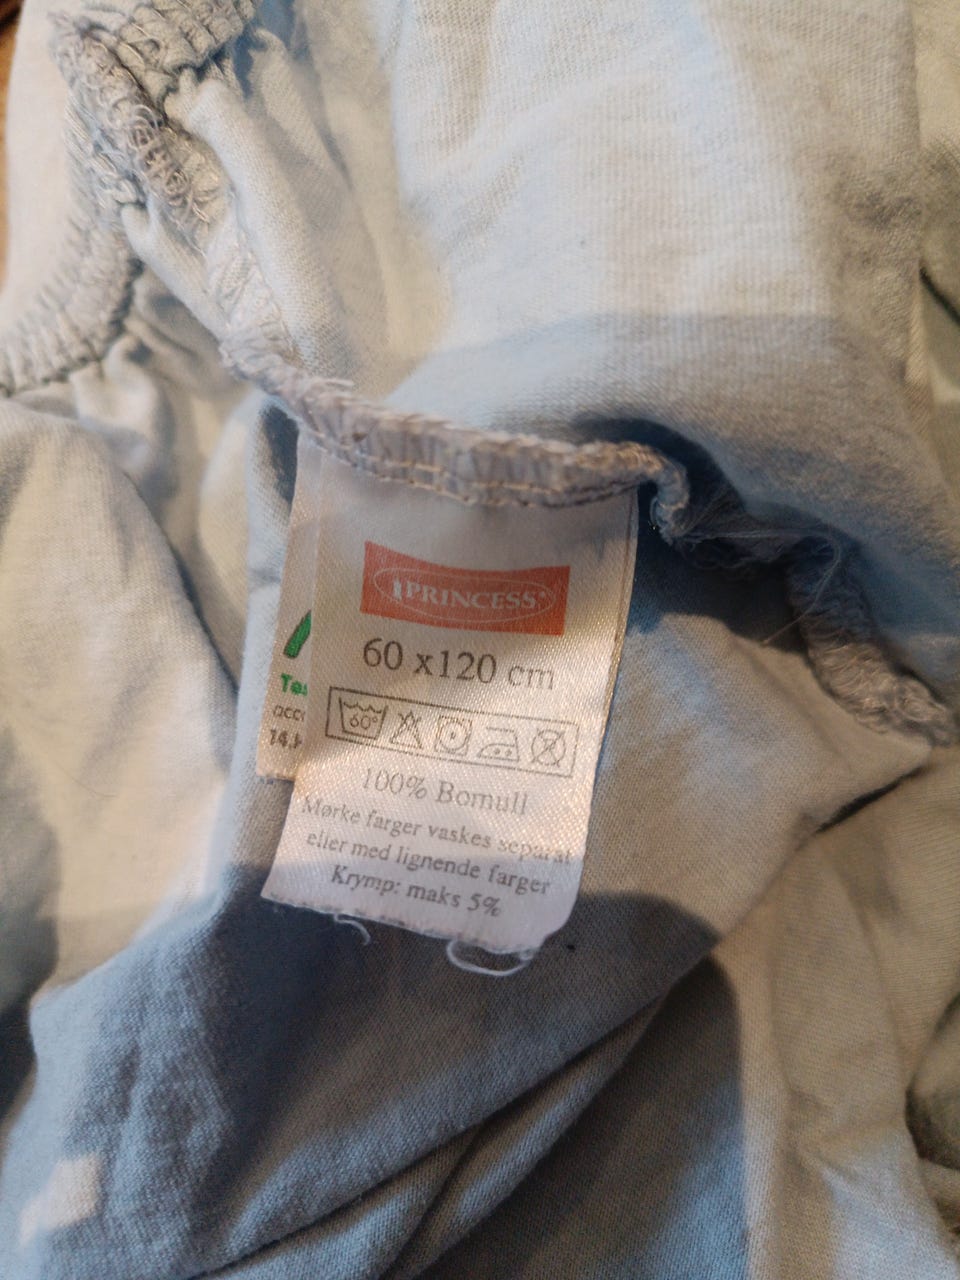 PRINCESS
60 x120 cm
60°
100% Bomull
Mørke farger vaskes separat
eller med lignende farger
Krymp: maks 5%